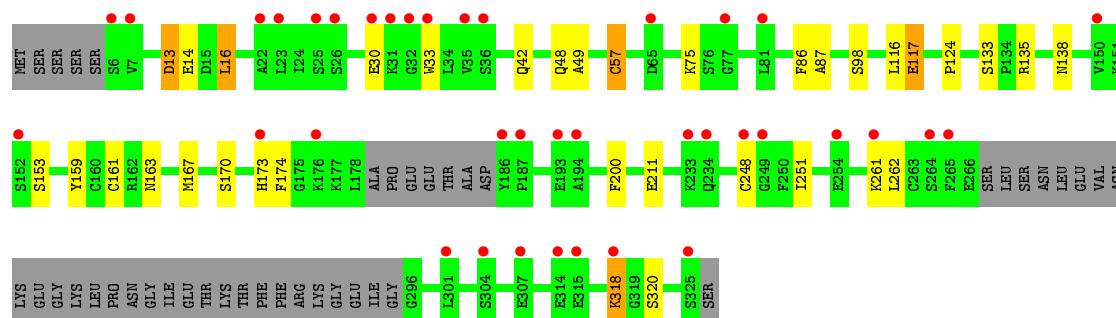 MET SER SER SER SER S6 V7 D13 E14 D15 L16 A22 L23 I24 S25 S26 E30 K31 G32 W33 L34 V35 S36 Q42 Q48 A49 C57 D65 K75 S76 G77 L81 F86 A87 S98 L116 E117 P124 S133 P134 R135 N138 V150 K151
S152 S153 Y159 C160 C161 R162 N163 M167 S170 H173 F174 G175 K176 K177 L178 ALA PRO GLU GLU THR ALA ASP Y186 P187 E193 A194 F200 E211 K233 Q234 C248 G249 F250 I251 E254 K261 L262 C263 S264 F265 E266 SER LEU SER ASN LEU GLU VAL ASN
LYS GLU GLY LYS LEU PRO ASN GLY ILE GLU THR LYS THR PHE PHE ARG LYS GLY GLU ILE GLY G296 L301 S304 E307 E314 E315 K318 G319 S320 S325 SER